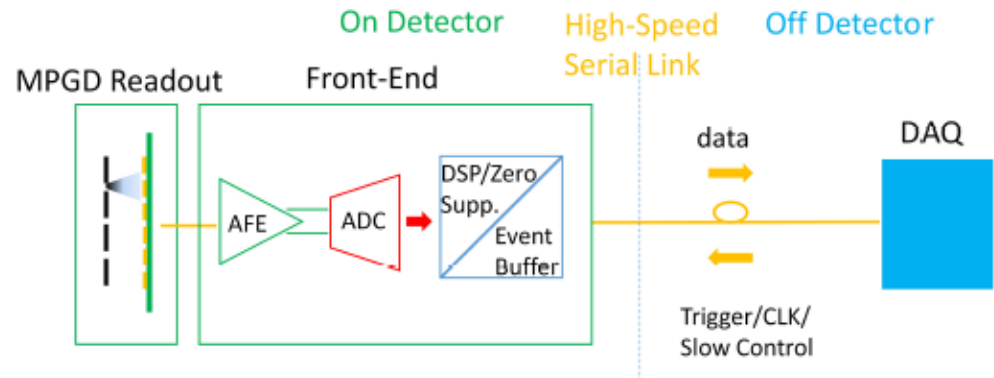 On Detector
High-Speed
Serial Link
Off Detector
MPGD Readout
Front-End
AFE
ADC
DSP/Zero
Supp.
Event
Buffer
data
DAQ
Trigger/CLK/
Slow Control